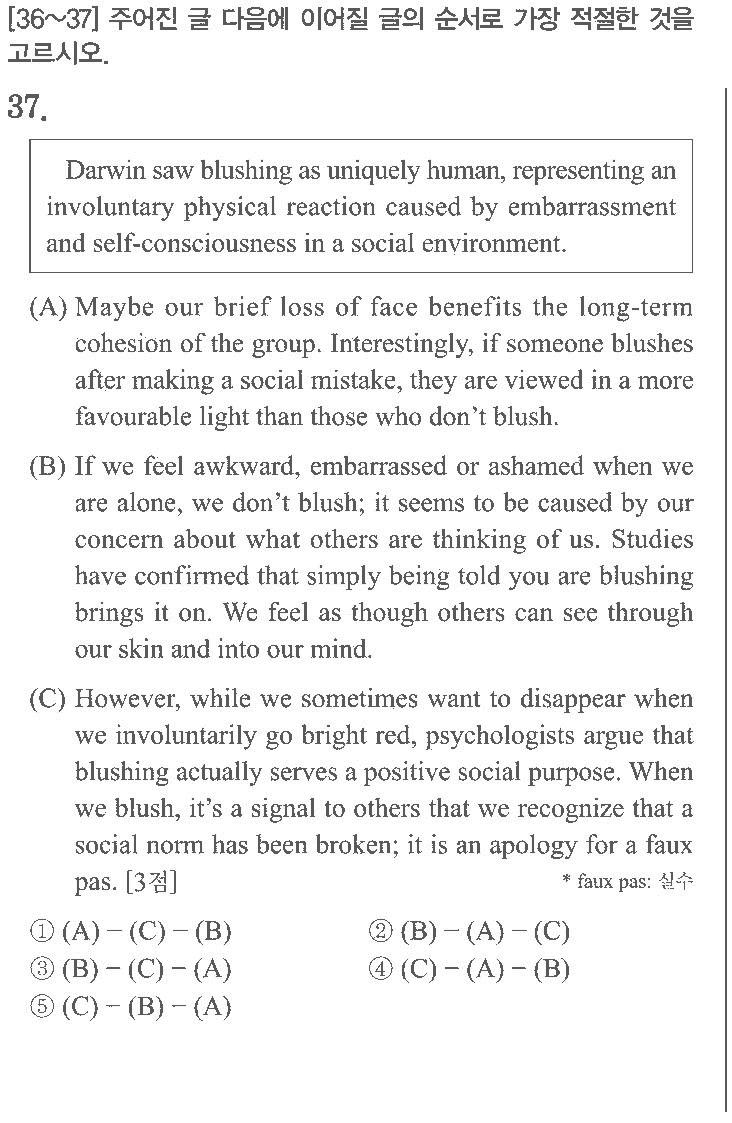 [36~37] 주어진 글 다음에 이어질 글의 순서로 가장 적절한 것을
고르시오.
37.
Darwin saw blushing as uniquely human, representing an
involuntary physical reaction caused by embarrassment
and self-consciousness in a social environment.
(A) Maybe our brief loss of face benefits the long-term
cohesion of the group. Interestingly, if someone blushes
after making a social mistake, they are viewed in a more
favourable light than those who don't blush.
(B) If we feel awkward, embarrassed or ashamed when we
are alone, we don't blush; it seems to be caused by our
concern about what others are thinking of us. Studies
have confirmed that simply being told you are blushing
brings it on. We feel as though others can see through
our skin and into our mind.
(C) However, while we sometimes want to disappear when
we involuntarily go bright red, psychologists argue that
blushing actually serves a positive social purpose. When
we blush, it's a signal to others that we recognize that a
social norm has been broken; it is an apology for a faux
pas. [3점] * faux pas: 실수
① (A) － (C) － (B) ② (B) － (A) － (C)
③ (B) － (C) － (A) ④ (C) － (A) － (B)
⑤ (C) － (B) － (A)